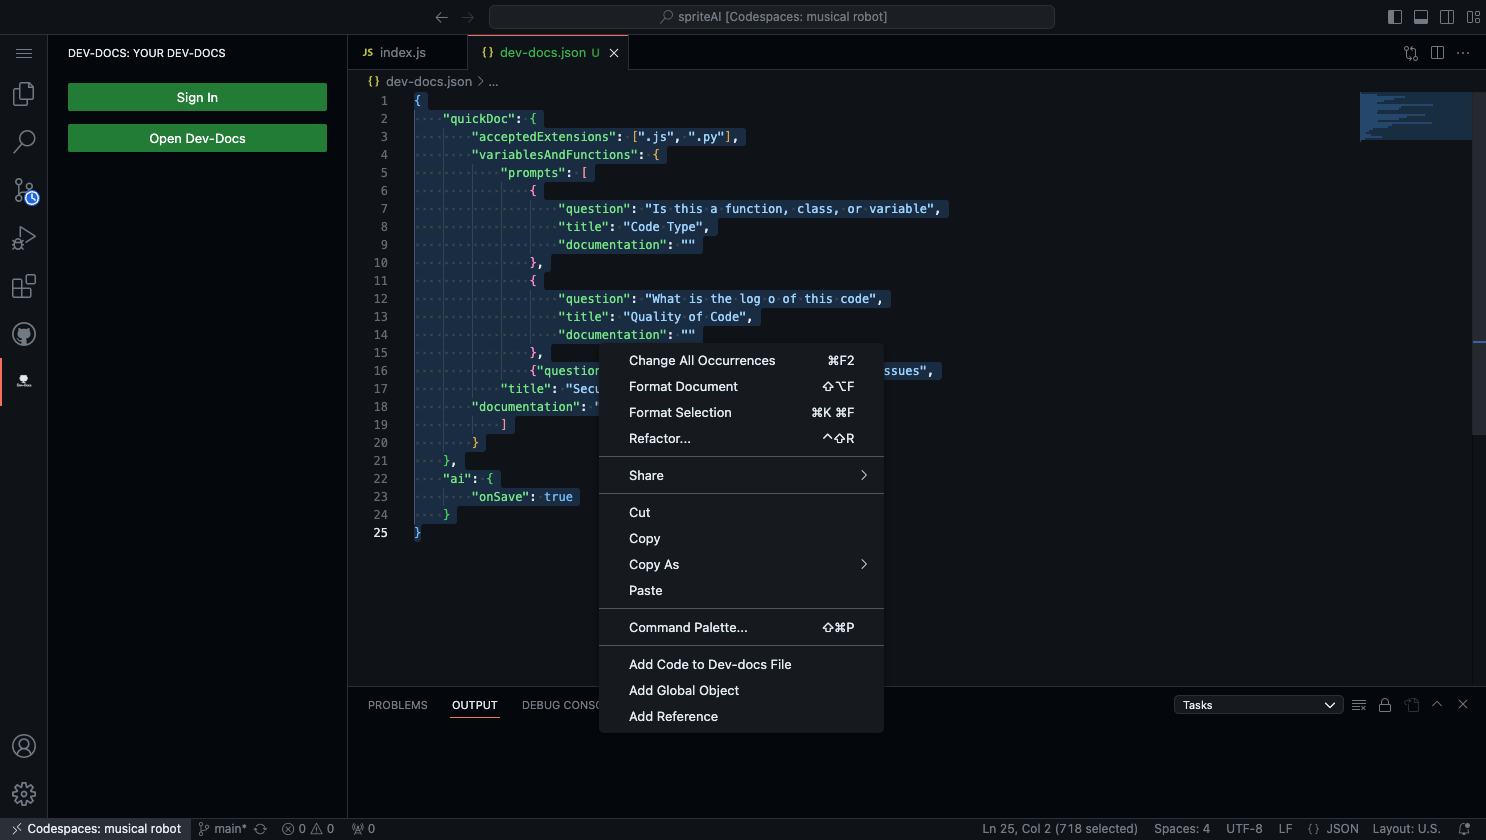 spriteAI [Codespaces: musical robot]
DEV-DOCS: YOUR DEV-DOCS
Sign In
Open Dev-Docs
JS index.js
{} dev-docs.json U
{} dev-docs.json > ...
1 {
2 "quickDoc": {
3 "acceptedExtensions": [".js", ".py"],
4 "variablesAndFunctions": {
5 "prompts": [
6 {
7 "question": "Is this a function, class, or variable",
8 "title": "Code Type",
9 "documentation": ""
10 },
11 {
12 "question": "What is the log o of this code",
13 "title": "Quality of Code",
14 "documentation": ""
15 },
16 {"question ssues",
17 "title": "Secu
18 "documentation": "
19 ]
20 }
21 },
22 "ai": {
23 "onSave": true
24 }
25 }
Change All Occurrences ⌘F2
Format Document ⇧⌥F
Format Selection ⌘K ⌘F
Refactor... ^⇧R
Share
Cut
Copy
Copy As
Paste
Command Palette... ⇧⌘P
Add Code to Dev-docs File
Add Global Object
Add Reference
PROBLEMS OUTPUT DEBUG CONSO
Tasks
Codespaces: musical robot main* 0 0 0
Ln 25, Col 2 (718 selected) Spaces: 4 UTF-8 LF {} JSON Layout: U.S.